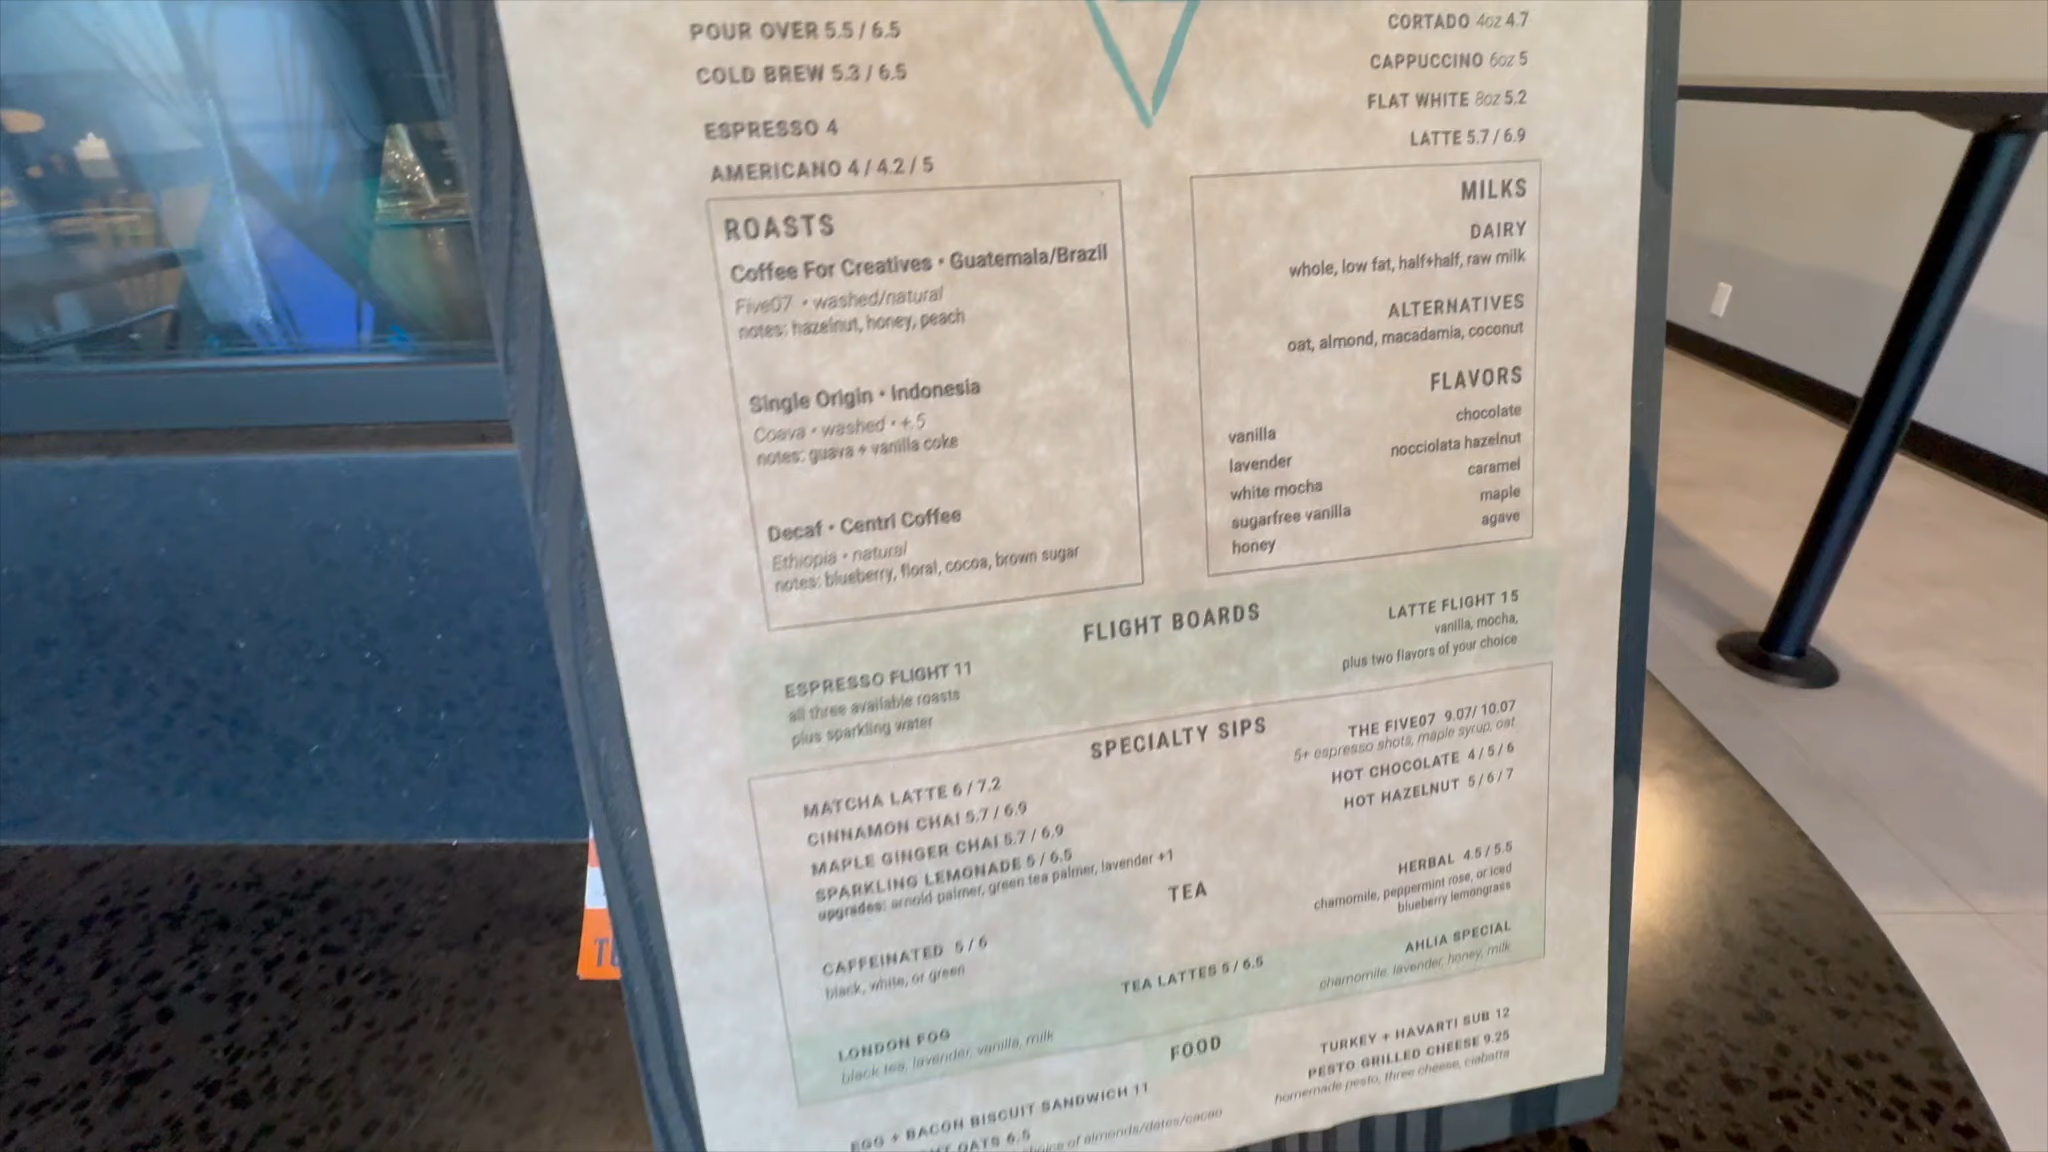 POUR OVER 5.5 / 6.5
COLD BREW 5.3 / 6.5
ESPRESSO 4
AMERICANO 4 / 4.2 / 5
CORTADO 4oz 4.7
CAPPUCCINO 6oz 5
FLAT WHITE 8oz 5.2
LATTE 5.7 / 6.9
ROASTS
Coffee For Creatives • Guatemala/Brazil
Five07 • washed/natural
notes: hazelnut, honey, peach
Single Origin • Indonesia
Coava • washed • +.5
notes: guava + vanilla coke
Decaf • Centri Coffee
Ethiopia • natural
notes: blueberry, floral, cocoa, brown sugar
MILKS
DAIRY
whole, low fat, half+half, raw milk
ALTERNATIVES
oat, almond, macadamia, coconut
FLAVORS
vanilla
lavender
white mocha
sugarfree vanilla
honey
chocolate
nocciolata hazelnut
caramel
maple
agave
FLIGHT BOARDS
ESPRESSO FLIGHT 11
all three available roasts
plus sparkling water
LATTE FLIGHT 15
vanilla, mocha,
plus two flavors of your choice
SPECIALTY SIPS
MATCHA LATTE 6 / 7.2
CINNAMON CHAI 5.7 / 6.9
MAPLE GINGER CHAI 5.7 / 6.9
SPARKLING LEMONADE 5 / 6.5
upgrades: arnold palmer, green tea palmer, lavender +1
THE FIVE07 9.07/ 10.07
5+ espresso shots, maple syrup, oat
HOT CHOCOLATE 4 / 5 / 6
HOT HAZELNUT 5 / 6 / 7
TEA
CAFFEINATED 5 / 6
black, white, or green
HERBAL 4.5 / 5.5
chamomile, peppermint rose, or iced
blueberry lemongrass
TEA LATTES 5 / 6.5
LONDON FOG
black tea, lavender, vanilla, milk
AHLIA SPECIAL
chamomile, lavender, honey, milk
FOOD
EGG + BACON BISCUIT SANDWICH 11
OATS 6.5
choice of almonds/dates/cacao
TURKEY + HAVARTI SUB 12
PESTO GRILLED CHEESE 9.25
homemade pesto, three cheese, ciabatta